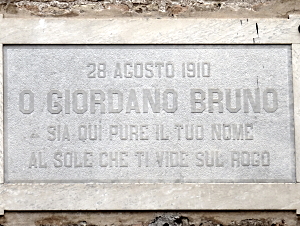 28 AGOSTO 1910
O GIORDANO BRUNO
SIA QUI PURE IL TUO NOME
AL SOLE CHE TI VIDE SUL ROGO